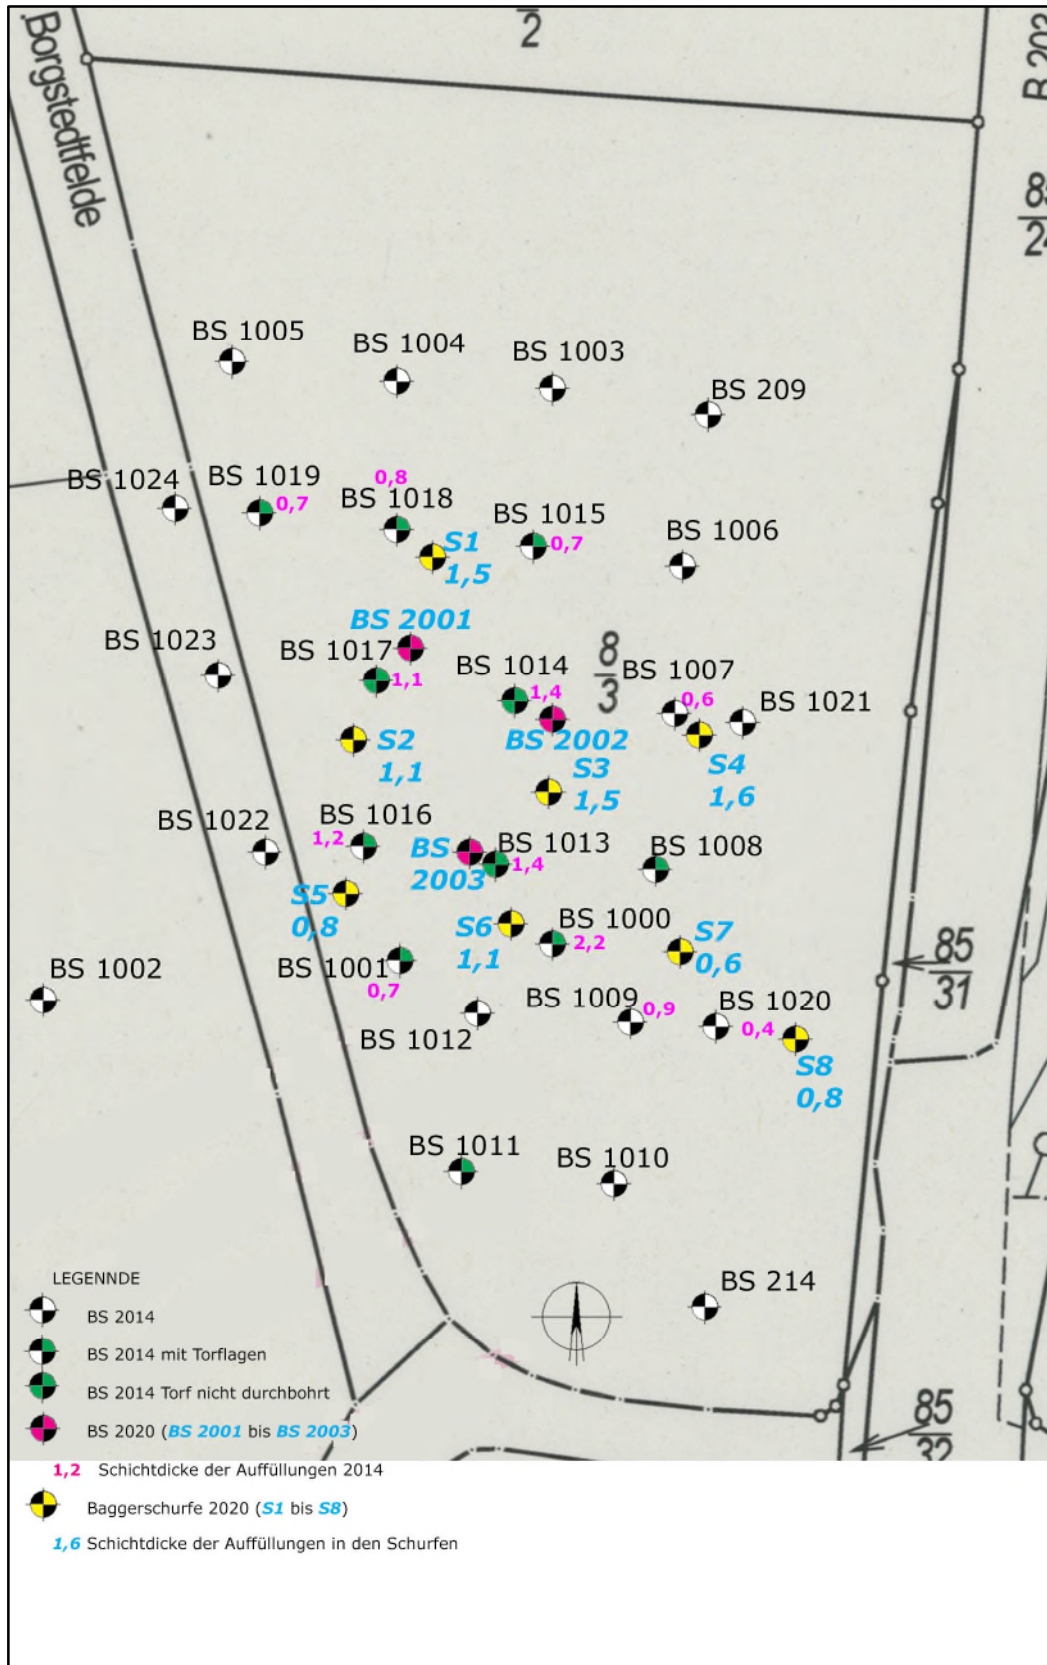 2
Borgstedtfelde
B 203
8
3
85
31
85
32
BS 1005
BS 1004
BS 1003
BS 209
BS 1024
BS 1019
0,7
0,8
BS 1018
S1
1,5
BS 1015
0,7
BS 1006
BS 1023
BS 2001
BS 1017
1,1
BS 1014
1,4
BS 2002
BS 1007
0,6
BS 1021
S2
1,1
S3
1,5
S4
1,6
BS 1022
BS 1016
1,2
BS
2003
BS 1013
1,4
BS 1008
S5
0,8
S6
1,1
BS 1000
2,2
S7
0,6
BS 1002
BS 1001
0,7
BS 1012
BS 1009
0,9
BS 1020
0,4
S8
0,8
BS 1011
BS 1010
BS 214
LEGENNDE
BS 2014
BS 2014 mit Torflagen
BS 2014 Torf nicht durchbohrt
BS 2020 (BS 2001 bis BS 2003)
1,2 Schichtdicke der Auffüllungen 2014
Baggerschurfe 2020 (S1 bis S8)
1,6 Schichtdicke der Auffüllungen in den Schurfen